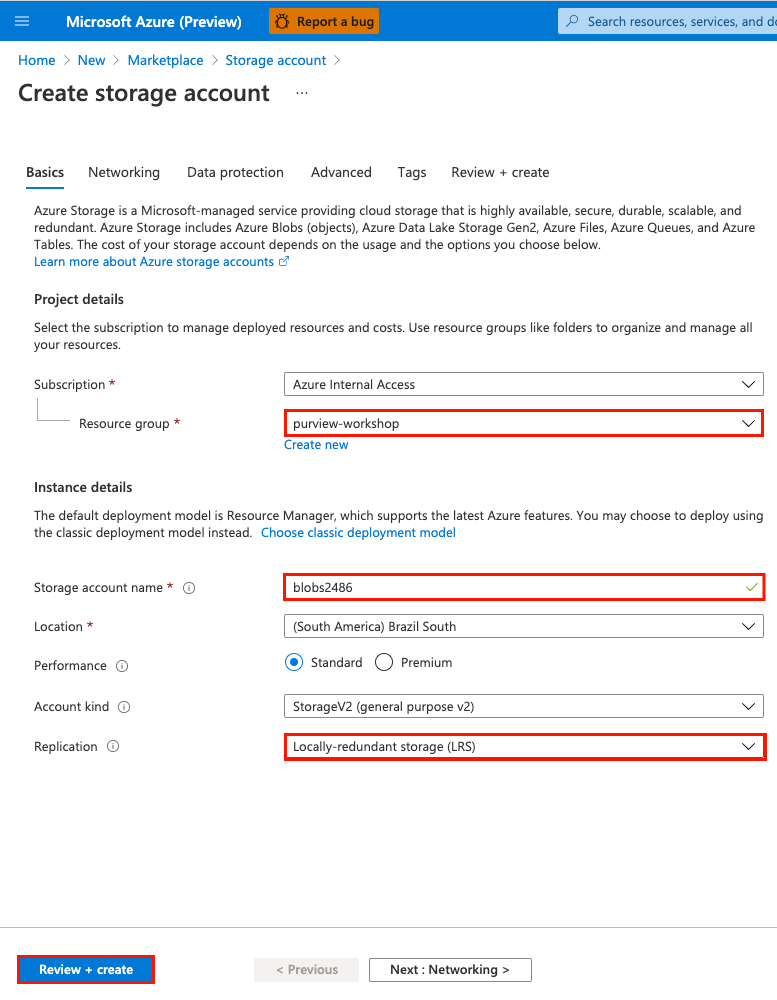 Microsoft Azure (Preview)
Report a bug
Search resources, services, and do
Home > New > Marketplace > Storage account >
Create storage account ...
Basics
Networking
Data protection
Advanced
Tags
Review + create
Azure Storage is a Microsoft-managed service providing cloud storage that is highly available, secure, durable, scalable, and
redundant. Azure Storage includes Azure Blobs (objects), Azure Data Lake Storage Gen2, Azure Files, Azure Queues, and Azure
Tables. The cost of your storage account depends on the usage and the options you choose below.
Learn more about Azure storage accounts
Project details
Select the subscription to manage deployed resources and costs. Use resource groups like folders to organize and manage all
your resources.
Subscription *
Azure Internal Access
Resource group *
purview-workshop
Create new
Instance details
The default deployment model is Resource Manager, which supports the latest Azure features. You may choose to deploy using
the classic deployment model instead. Choose classic deployment model
Storage account name *
blobs2486
Location *
(South America) Brazil South
Performance
Standard
Premium
Account kind
StorageV2 (general purpose v2)
Replication
Locally-redundant storage (LRS)
Review + create
< Previous
Next : Networking >